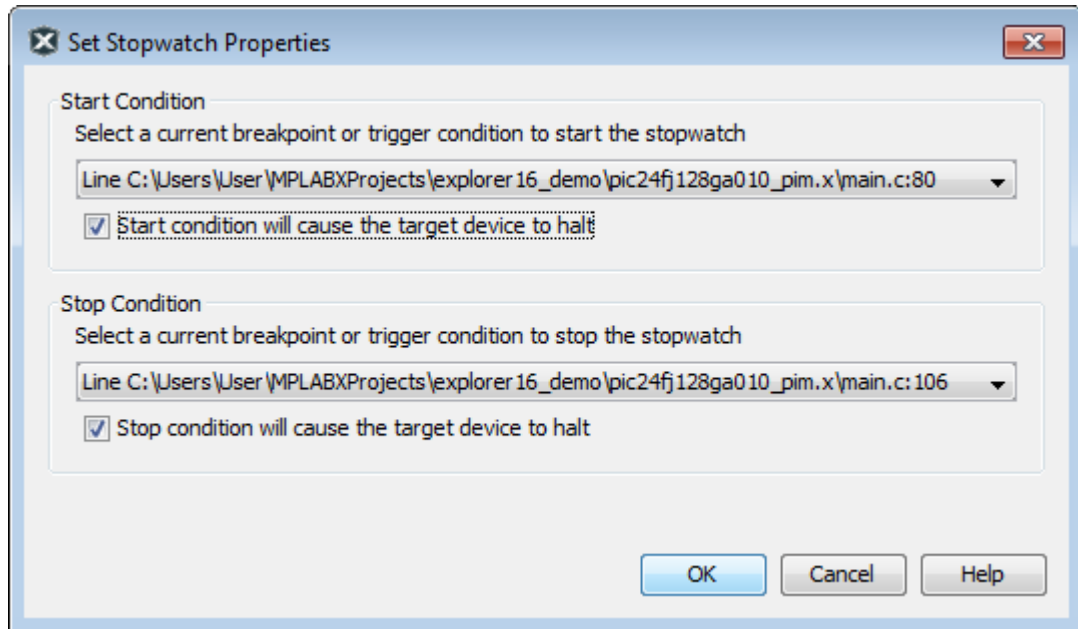 Set Stopwatch Properties
Start Condition
Select a current breakpoint or trigger condition to start the stopwatch
Line C:\Users\User\MPLABXProjects\explorer16_demo\pic24fj128ga010_pim.x\main.c:80
Start condition will cause the target device to halt
Stop Condition
Select a current breakpoint or trigger condition to stop the stopwatch
Line C:\Users\User\MPLABXProjects\explorer16_demo\pic24fj128ga010_pim.x\main.c:106
Stop condition will cause the target device to halt
OK Cancel Help